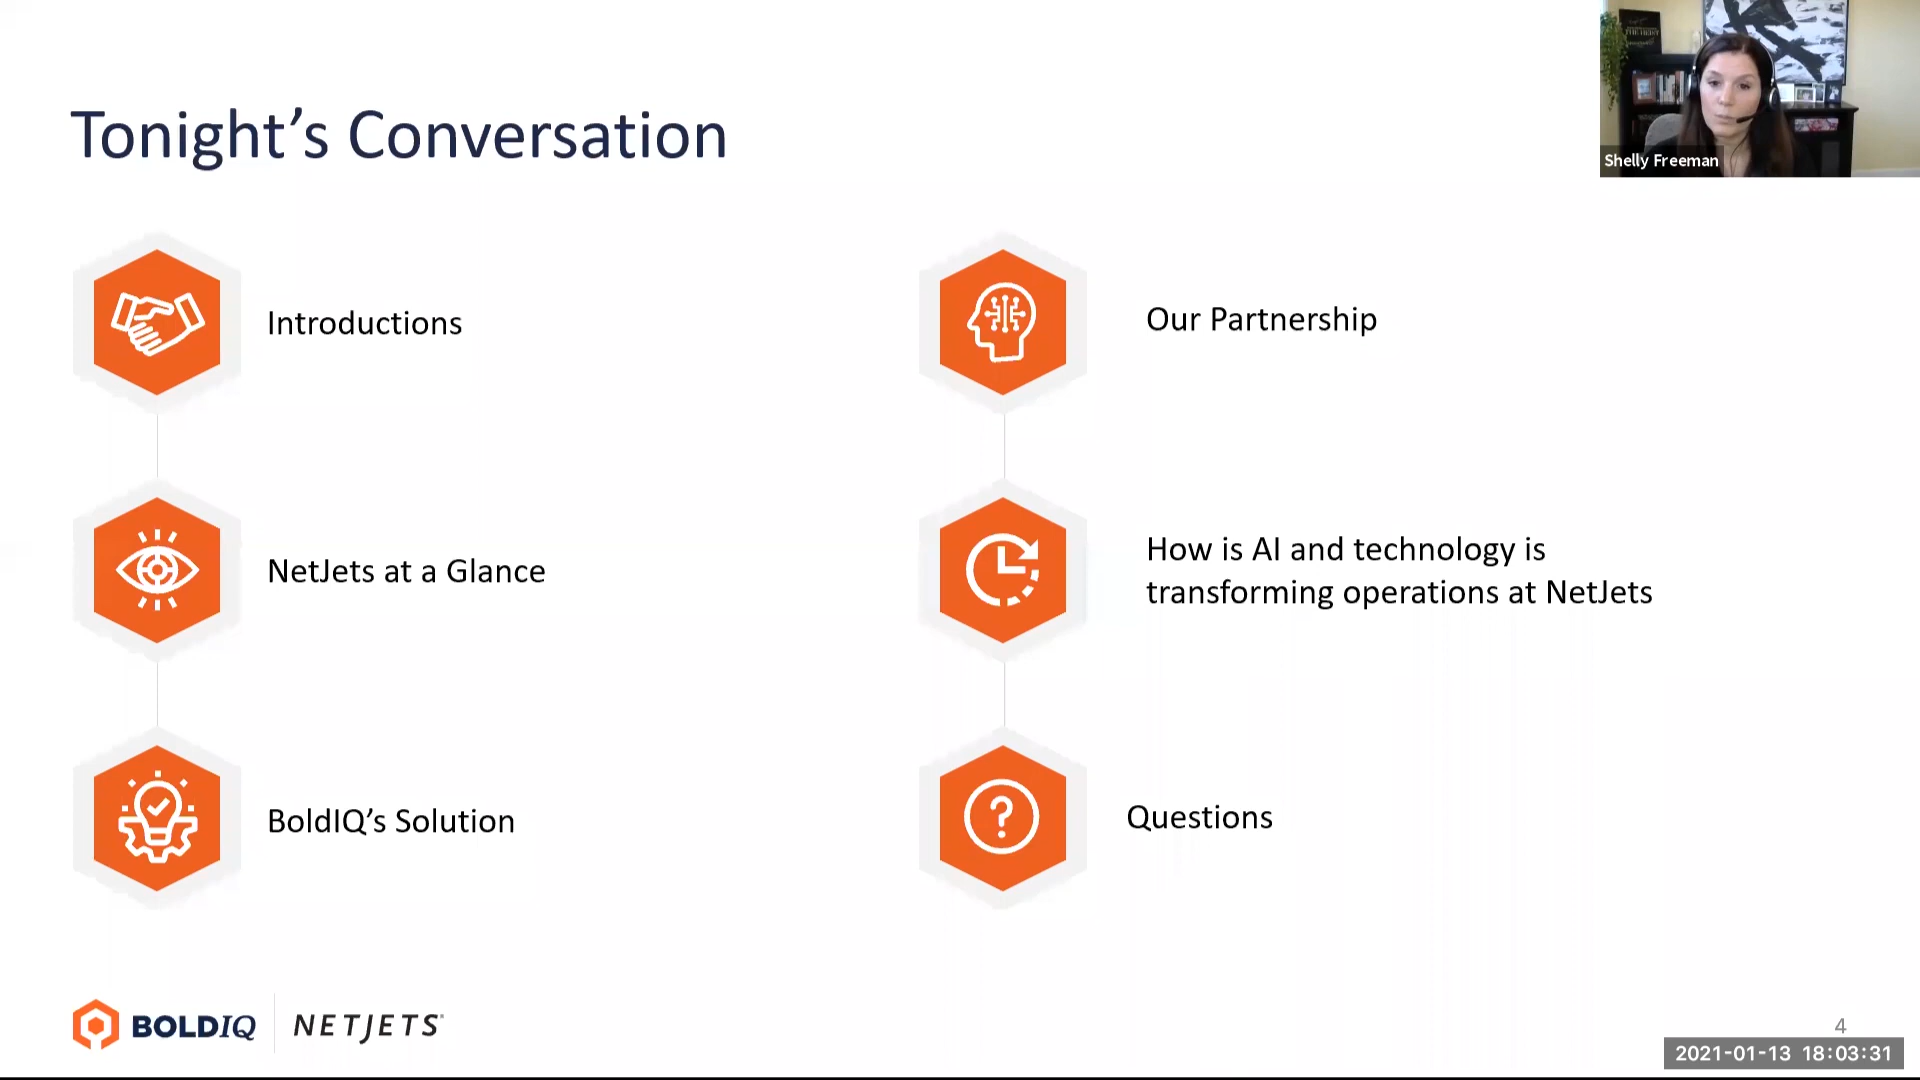 Tonight's Conversation
Shelly Freeman
Introductions
NetJets at a Glance
BoldIQ's Solution
Our Partnership
How is AI and technology is
transforming operations at NetJets
Questions
BOLDIQ
NETJETS
4
2021-01-13 18:03:31